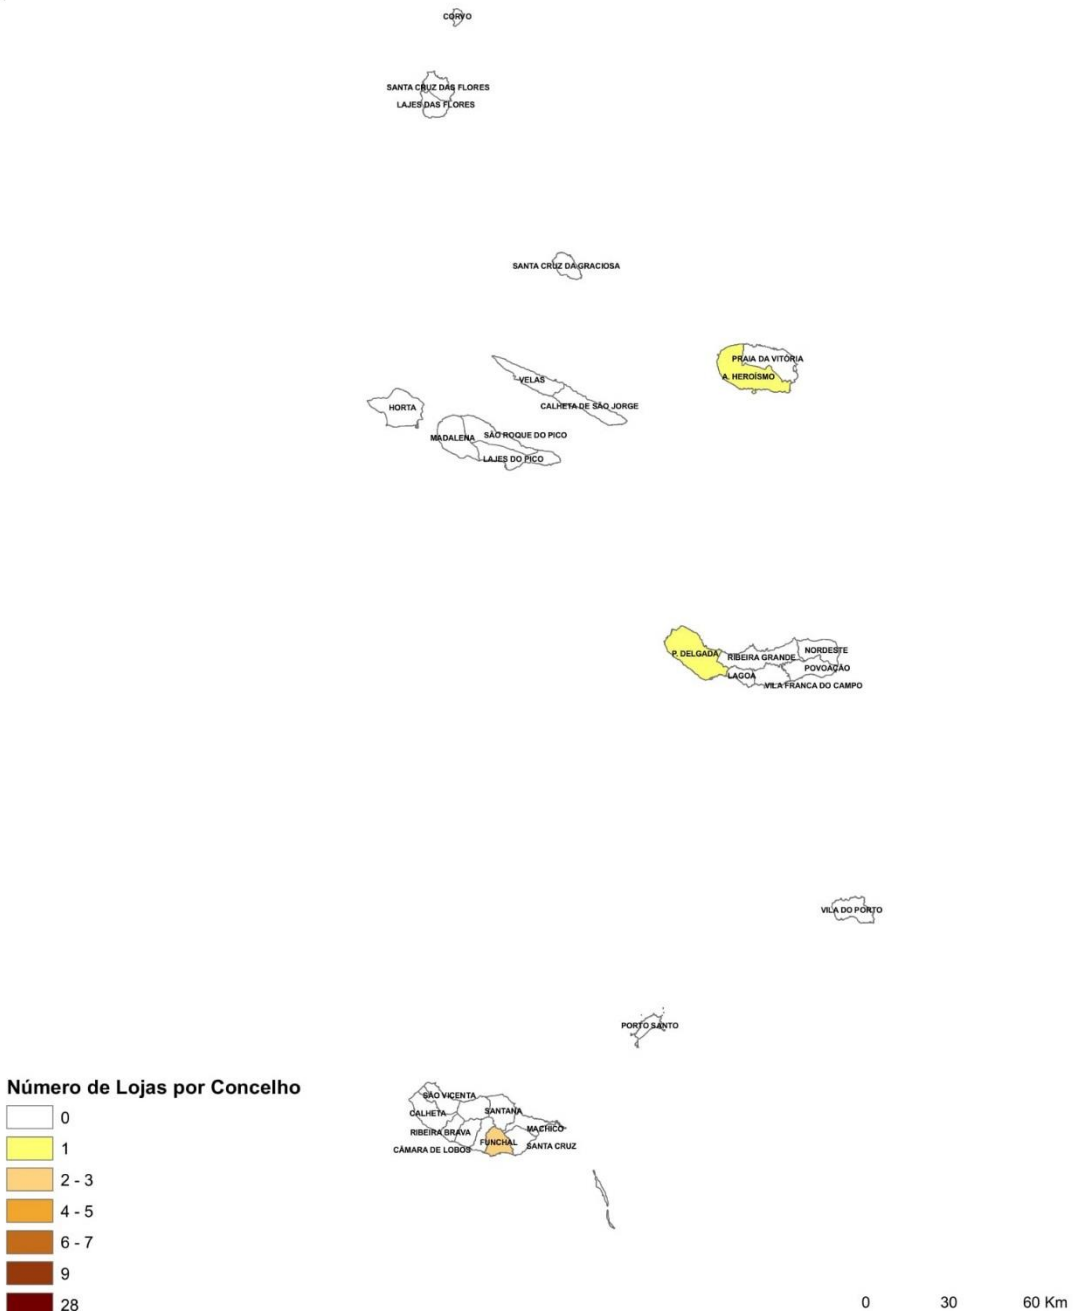 CORVO
SANTA CRUZ DAS FLORES
LAJES DAS FLORES
SANTA CRUZ DA GRACIOSA
PRAIA DA VITÓRIA
A. HEROÍSMO
VELAS
CALHETA DE SÃO JORGE
HORTA
MADALENA
SÃO ROQUE DO PICO
LAJES DO PICO
P. DELGADA
RIBEIRA GRANDE
NORDESTE
POVOAÇÃO
LAGOA
VILA FRANCA DO CAMPO
VILA DO PORTO
PORTO SANTO
SÃO VICENTA
CALHETA
SANTANA
RIBEIRA BRAVA
MACHICO
FUNCHAL
SANTA CRUZ
CÂMARA DE LOBOS
Número de Lojas por Concelho
0
1
2 - 3
4 - 5
6 - 7
9
28
0 30 60 Km